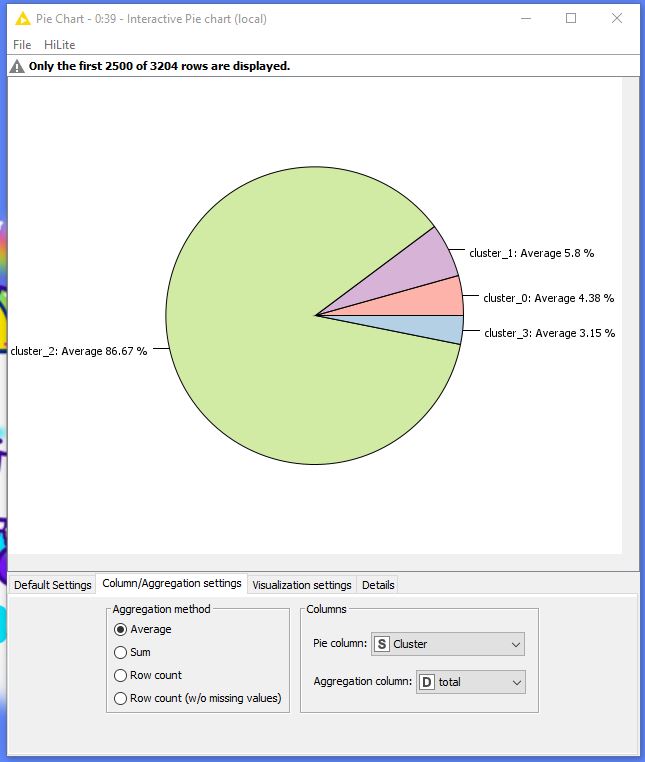 Pie Chart - 0:39 - Interactive Pie chart (local)
File HiLite
Only the first 2500 of 3204 rows are displayed.
cluster_1: Average 5.8 %
cluster_0: Average 4.38 %
cluster_3: Average 3.15 %
cluster_2: Average 86.67 %
Default Settings Column/Aggregation settings Visualization settings Details
Aggregation method
Average
Sum
Row count
Row count (w/o missing values)
Columns
Pie column: S Cluster
Aggregation column: D total